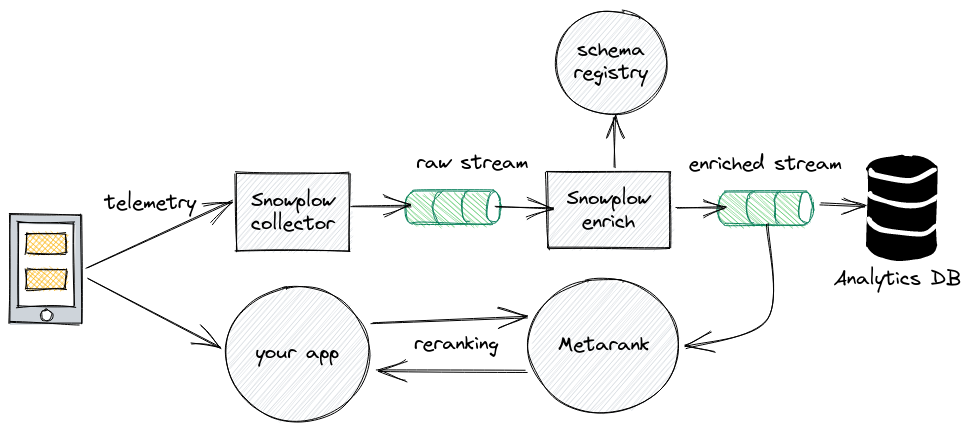 schema
registry
raw stream
enriched stream
telemetry
Snowplow
collector
Snowplow
enrich
Analytics DB
your app
reranking
Metarank